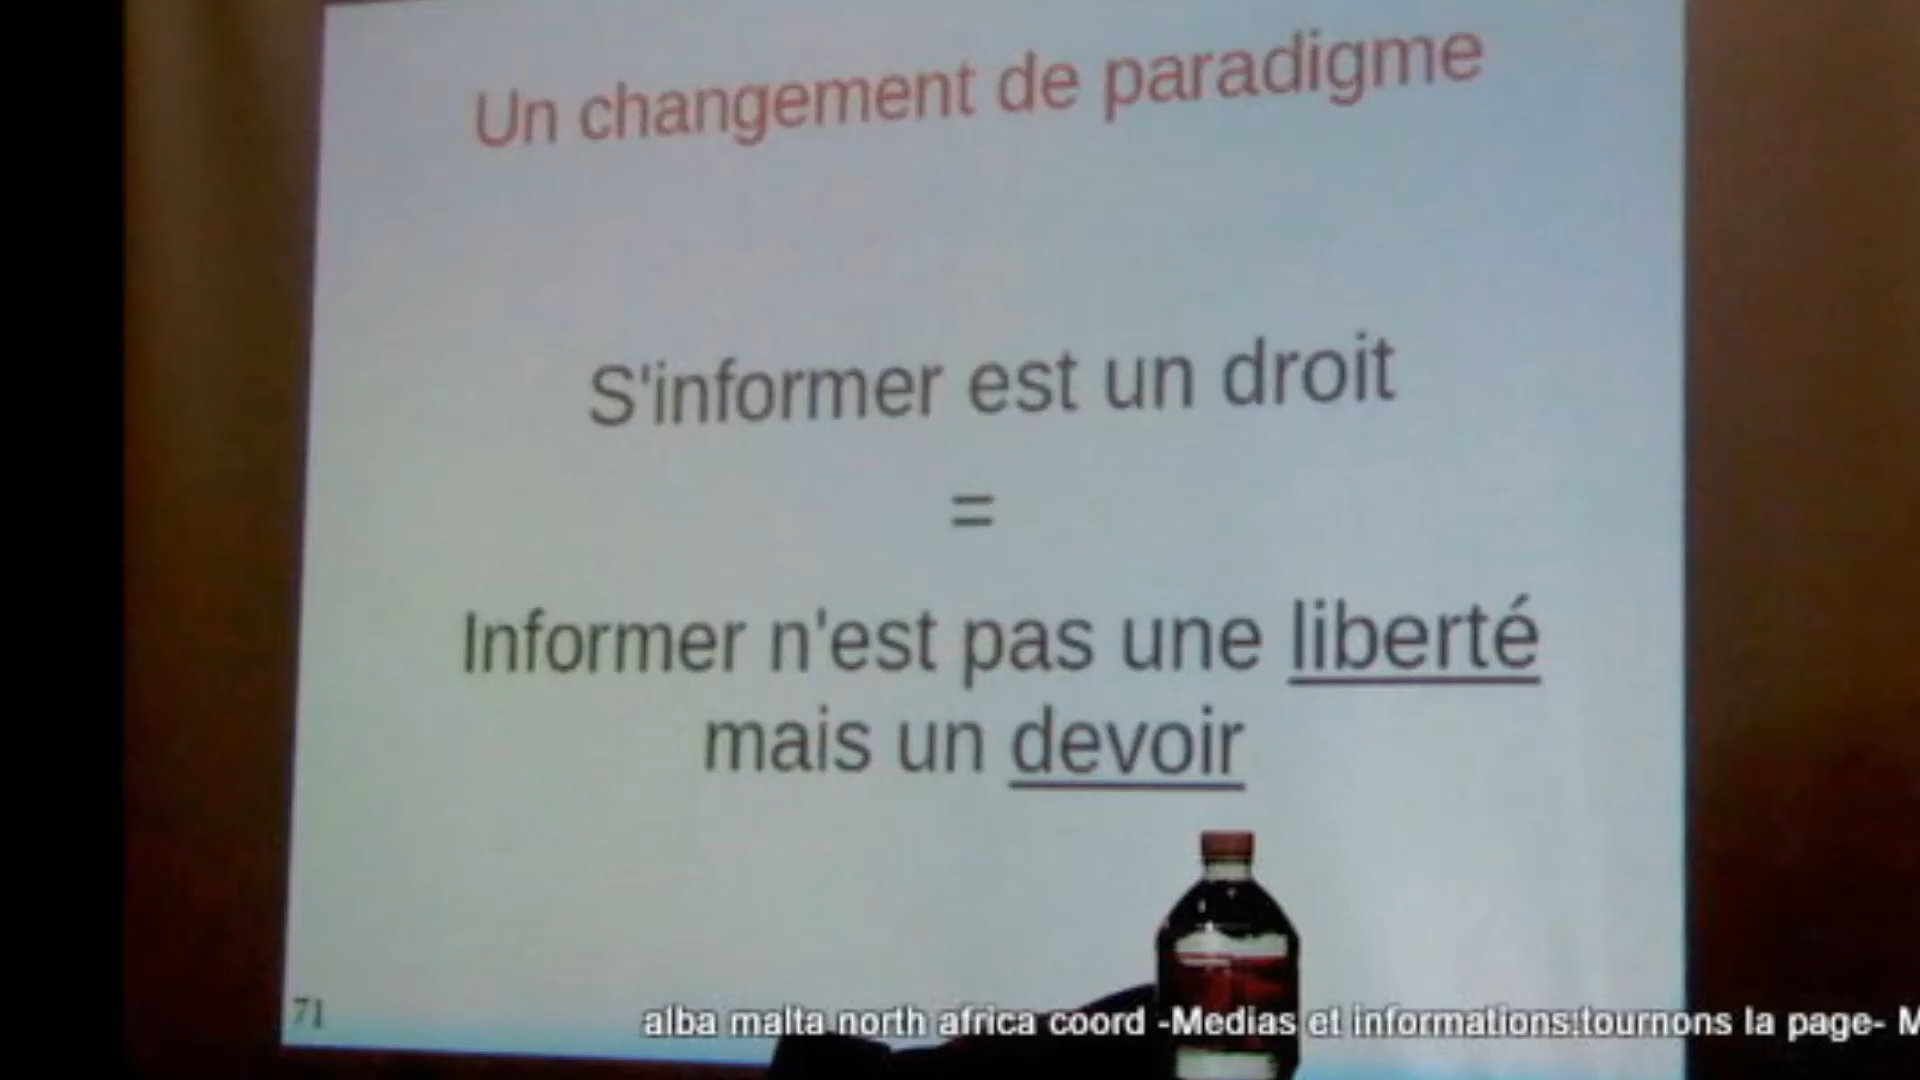 Un changement de paradigme
S'informer est un droit
=
Informer n'est pas une liberté
mais un devoir
71
alba malta north africa coord -Medias et informations:tournons la page- M